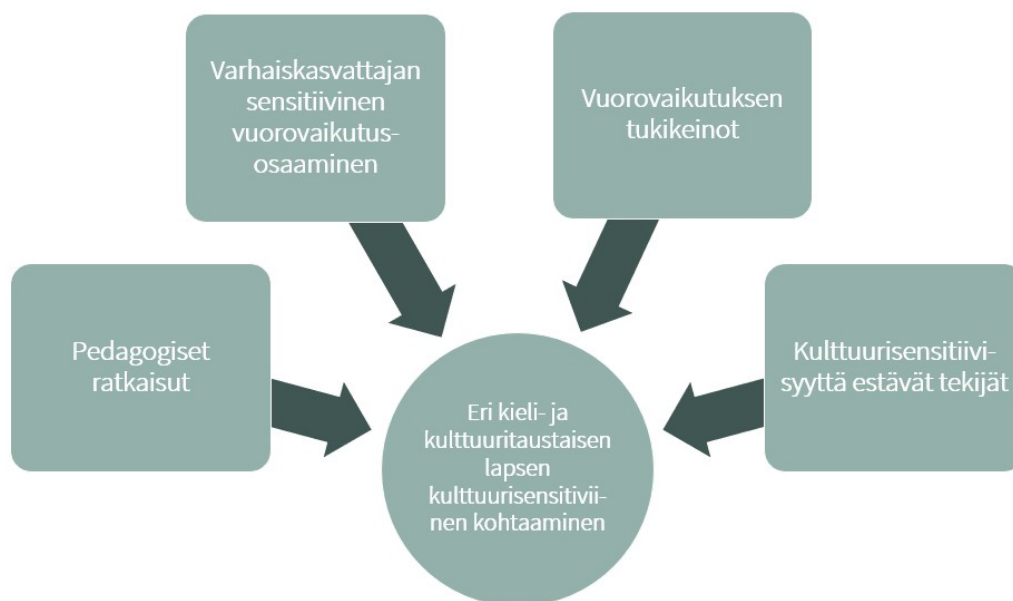 Varhaiskasvattajan
sensitiivinen
vuorovaikutus-
osaaminen
Vuorovaikutuksen
tukikeinot
Pedagogiset
ratkaisut
Kulttuurisensitiivi-
syyttä estävät tekijät
Eri kieli- ja
kulttuuritaustaisen
lapsen
kulttuurisensitivii-
nen kohtaaminen